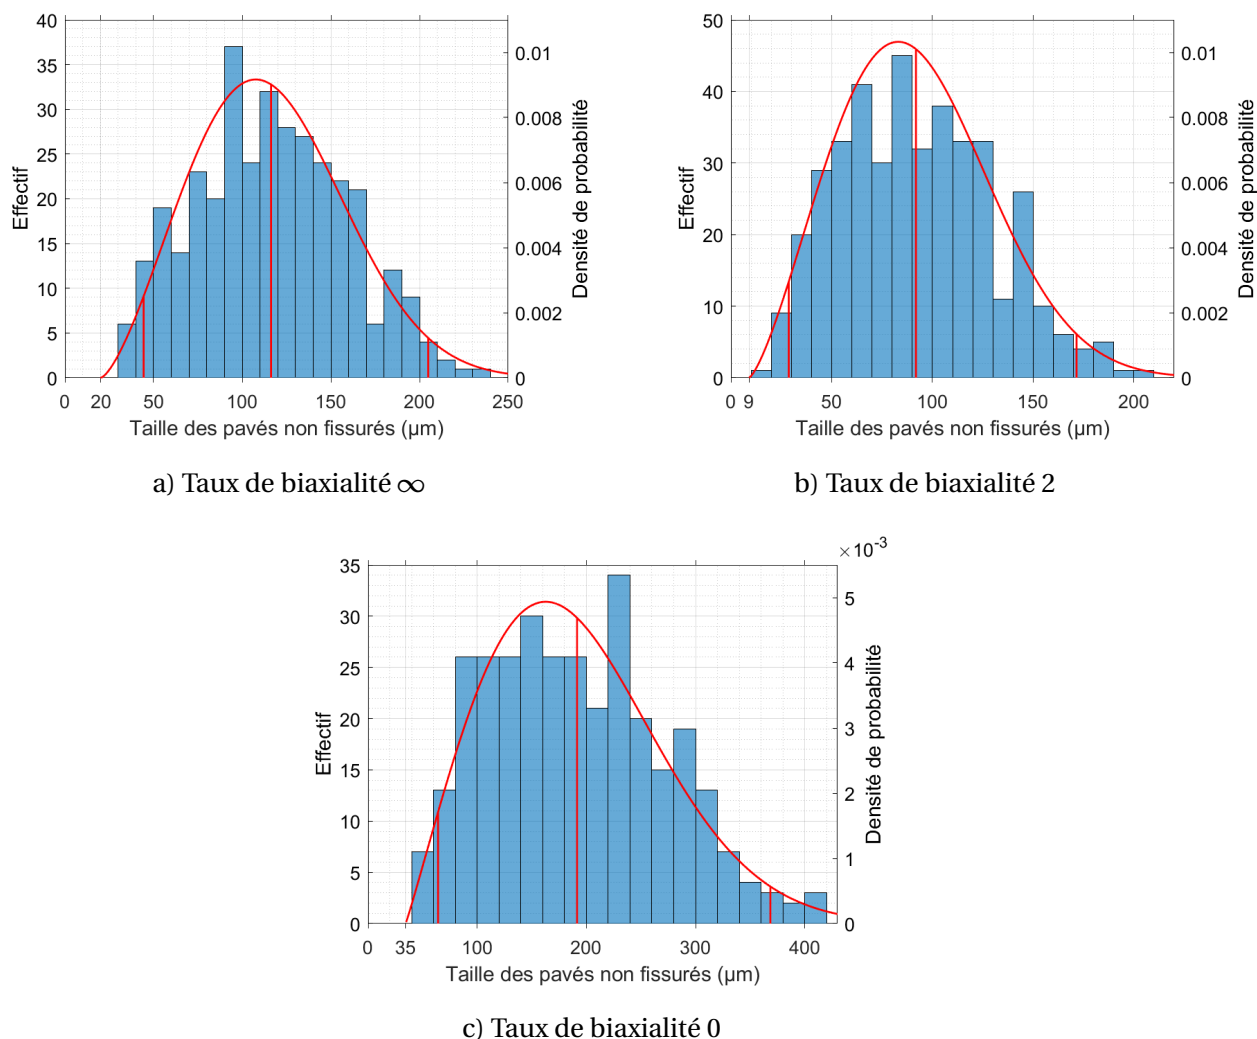 40
35
30
25
20
15
10
5
0
Effectif
0.01
0.008
0.006
0.004
0.002
0
Densité de probabilité
0 20 50 100 150 200 250
Taille des pavés non fissurés (µm)
a) Taux de biaxialité ∞
50
40
30
20
10
0
Effectif
0.01
0.008
0.006
0.004
0.002
0
Densité de probabilité
0 9 50 100 150 200
Taille des pavés non fissurés (µm)
b) Taux de biaxialité 2
35
30
25
20
15
10
5
0
Effectif
×10-3
5
4
3
2
1
0
Densité de probabilité
0 35 100 200 300 400
Taille des pavés non fissurés (µm)
c) Taux de biaxialité 0